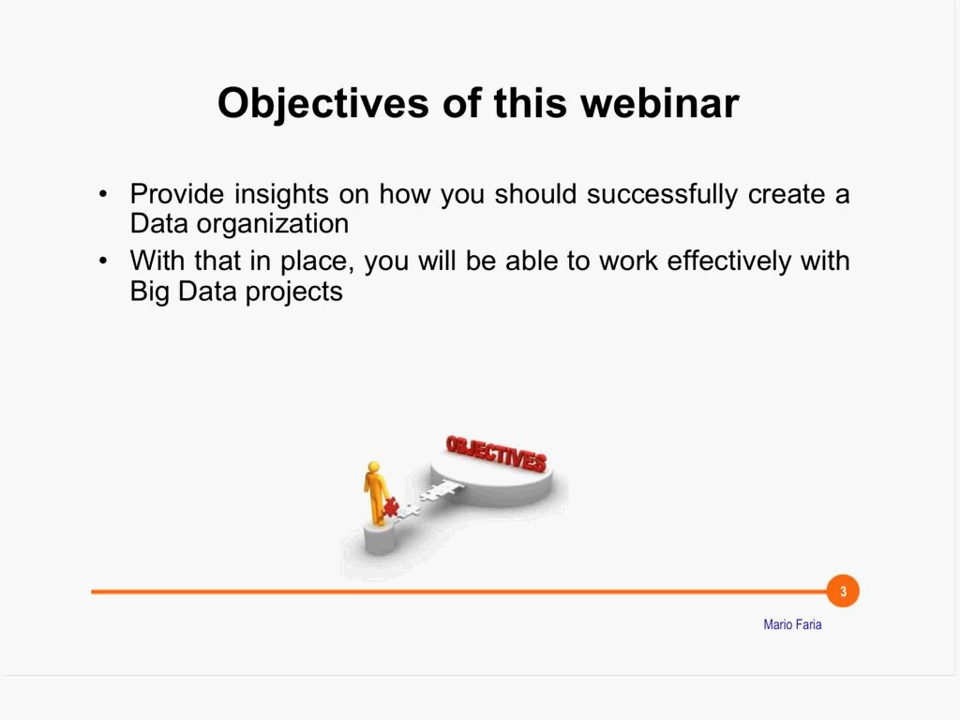 Objectives of this webinar
• Provide insights on how you should successfully create a
Data organization
• With that in place, you will be able to work effectively with
Big Data projects
OBJECTIVES
3
Mario Faria